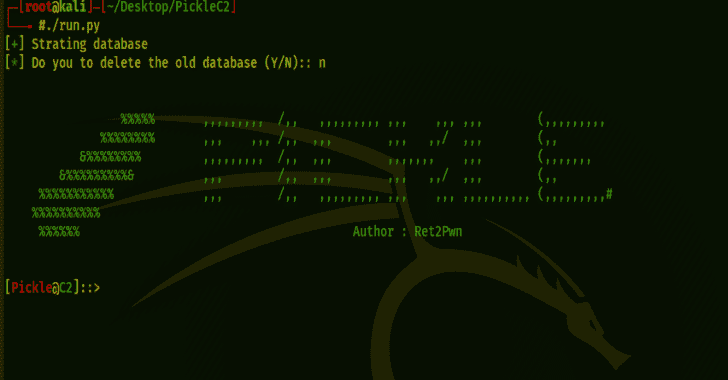 [root@kali]-[~/Desktop/PickleC2]
#./run.py
[+] Strating database
[*] Do you to delete the old database (Y/N):: n
PICKLE
Author : Ret2Pwn
[Pickle@C2]::>